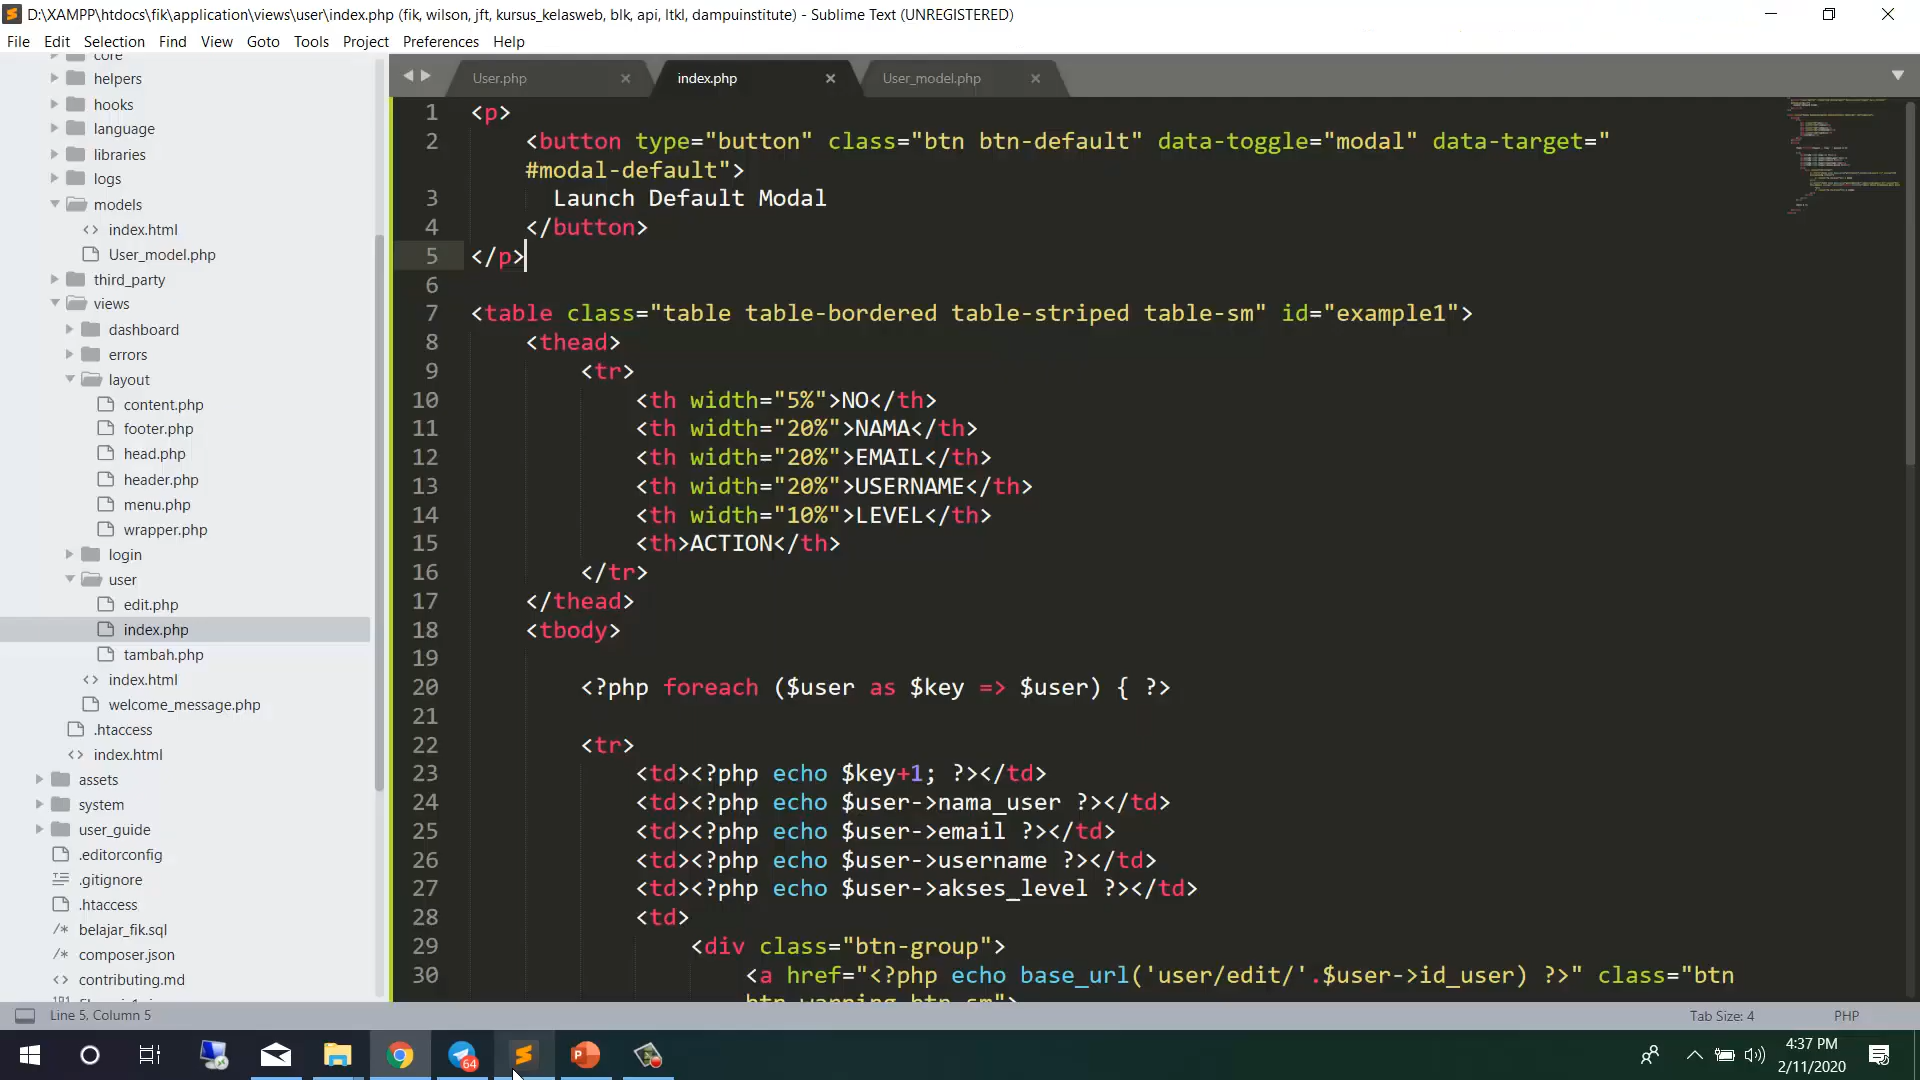 D:\XAMPP\htdocs\fik\application\views\user\index.php (fik, wilson, jft, kursus_kelasweb, blk, api, ltkl, dampuinstitute) - Sublime Text (UNREGISTERED)
File Edit Selection Find View Goto Tools Project Preferences Help
core
helpers
hooks
language
libraries
logs
models
index.html
User_model.php
third_party
views
dashboard
errors
layout
content.php
footer.php
head.php
header.php
menu.php
wrapper.php
login
user
edit.php
index.php
tambah.php
index.html
welcome_message.php
.htaccess
index.html
assets
system
user_guide
.editorconfig
.gitignore
.htaccess
belajar_fik.sql
composer.json
contributing.md
User.php index.php User_model.php
1 <p>
2 <button type="button" class="btn btn-default" data-toggle="modal" data-target="
#modal-default">
3 Launch Default Modal
4 </button>
5 </p>
6
7 <table class="table table-bordered table-striped table-sm" id="example1">
8 <thead>
9 <tr>
10 <th width="5%">NO</th>
11 <th width="20%">NAMA</th>
12 <th width="20%">EMAIL</th>
13 <th width="20%">USERNAME</th>
14 <th width="10%">LEVEL</th>
15 <th>ACTION</th>
16 </tr>
17 </thead>
18 <tbody>
19
20 <?php foreach ($user as $key => $user) { ?>
21
22 <tr>
23 <td><?php echo $key+1; ?></td>
24 <td><?php echo $user->nama_user ?></td>
25 <td><?php echo $user->email ?></td>
26 <td><?php echo $user->username ?></td>
27 <td><?php echo $user->akses_level ?></td>
28 <td>
29 <div class="btn-group">
30 <a href="<?php echo base_url('user/edit/'.$user->id_user) ?>" class="btn
btn-warning btn-sm">
Line 5, Column 5
Tab Size: 4 PHP
64
4:37 PM
2/11/2020